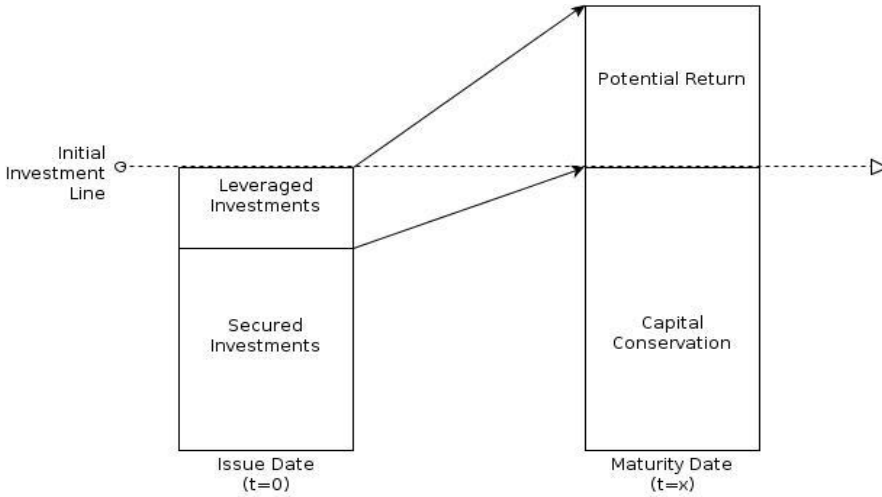 Initial
Investment
Line
Leveraged
Investments
Secured
Investments
Issue Date
(t=0)
Potential Return
Capital
Conservation
Maturity Date
(t=x)